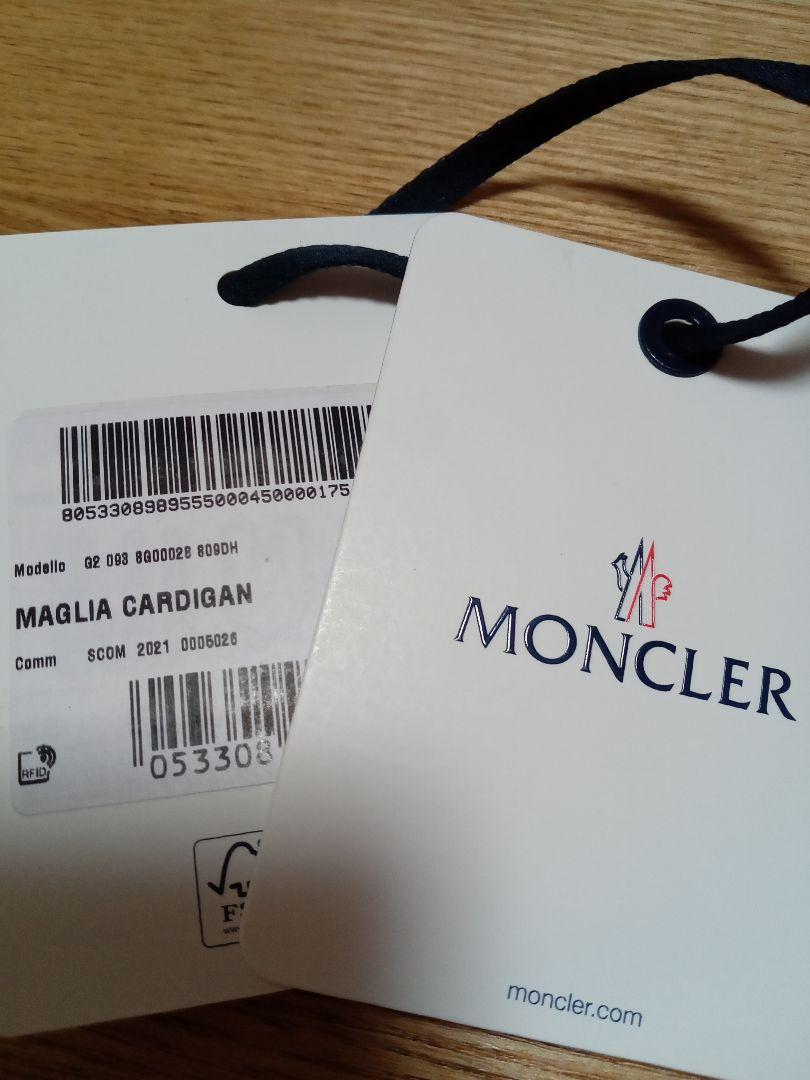 8053308989555000450000175
Modello G2 093 8G00028 809DH
MAGLIA CARDIGAN
Comm SCOM 2021 0005026
053308
RFID
MONCLER
moncler.com